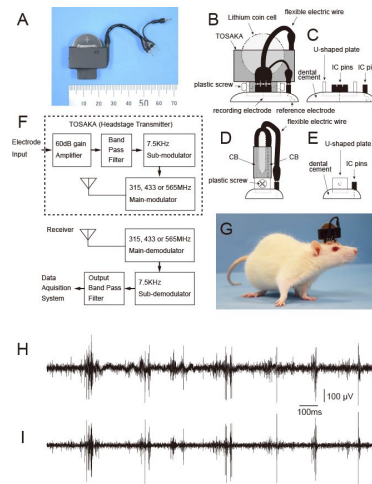 A
Panasonic
50 60 70
B
Lithium coin cell
flexible electric wire
TOSAKA
plastic screw
dental
cement
recording electrode
reference electrode
C
U-shaped plate
IC pins
IC pi
D
flexible electric wire
CB
CB
plastic screw
E
U-shaped plate
IC pins
dental
cement
F
TOSAKA (Headstage Transmitter)
Electrode
Input
60dB gain
Amplifier
Band
Pass
Filter
7.5KHz
Sub-modulator
315, 433 or 565MHz
Main-modulator
Receiver
315, 433 or 565MHz
Main-demodulator
Data
Aquisition
System
Output
Band Pass
Filter
7.5KHz
Sub-demodulator
G
H
100 µV
100ms
I